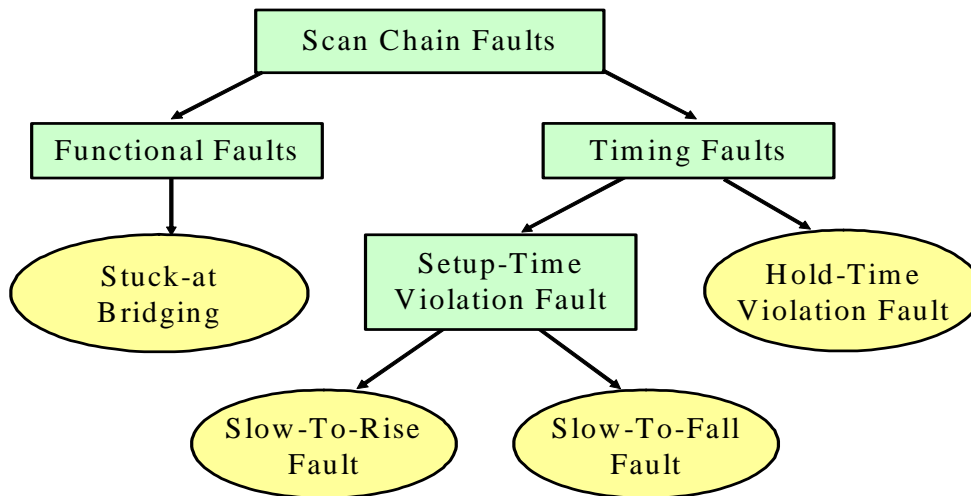 Scan Chain Faults
Functional Faults
Timing Faults
Stuck-at
Bridging
Setup-Time
Violation Fault
Hold-Time
Violation Fault
Slow-To-Rise
Fault
Slow-To-Fall
Fault